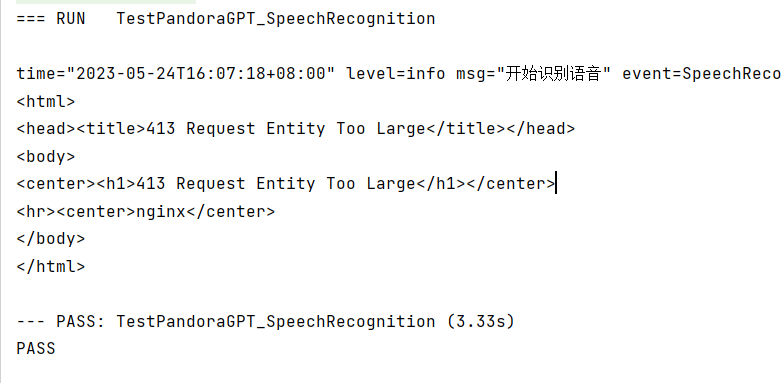 === RUN   TestPandoraGPT_SpeechRecognition
time="2023-05-24T16:07:18+08:00" level=info msg="开始识别语音" event=SpeechReco
<html>
<head><title>413 Request Entity Too Large</title></head>
<body>
<center><h1>413 Request Entity Too Large</h1></center>
<hr><center>nginx</center>
</body>
</html>
--- PASS: TestPandoraGPT_SpeechRecognition (3.33s)
PASS